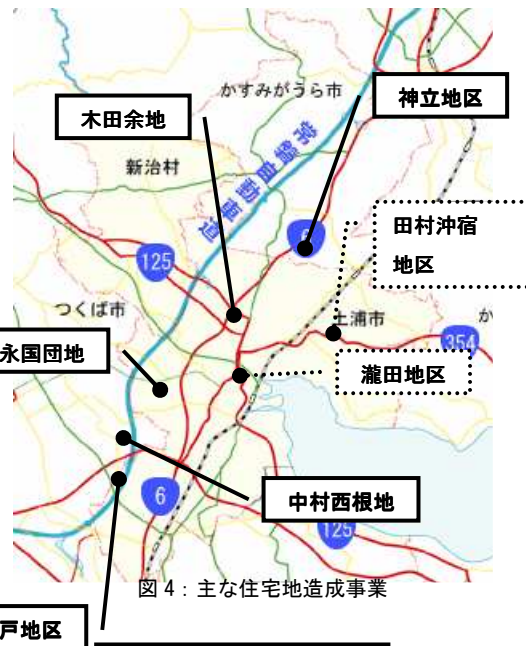 かすみがうら市
神立地区
木田余地
常磐自動車道
新治村
6
田村沖宿
地区
125
つくば市
土浦市
か
354
永国団地
瀧田地区
6
中村西根地
125
図4：主な住宅地造成事業
戸地区